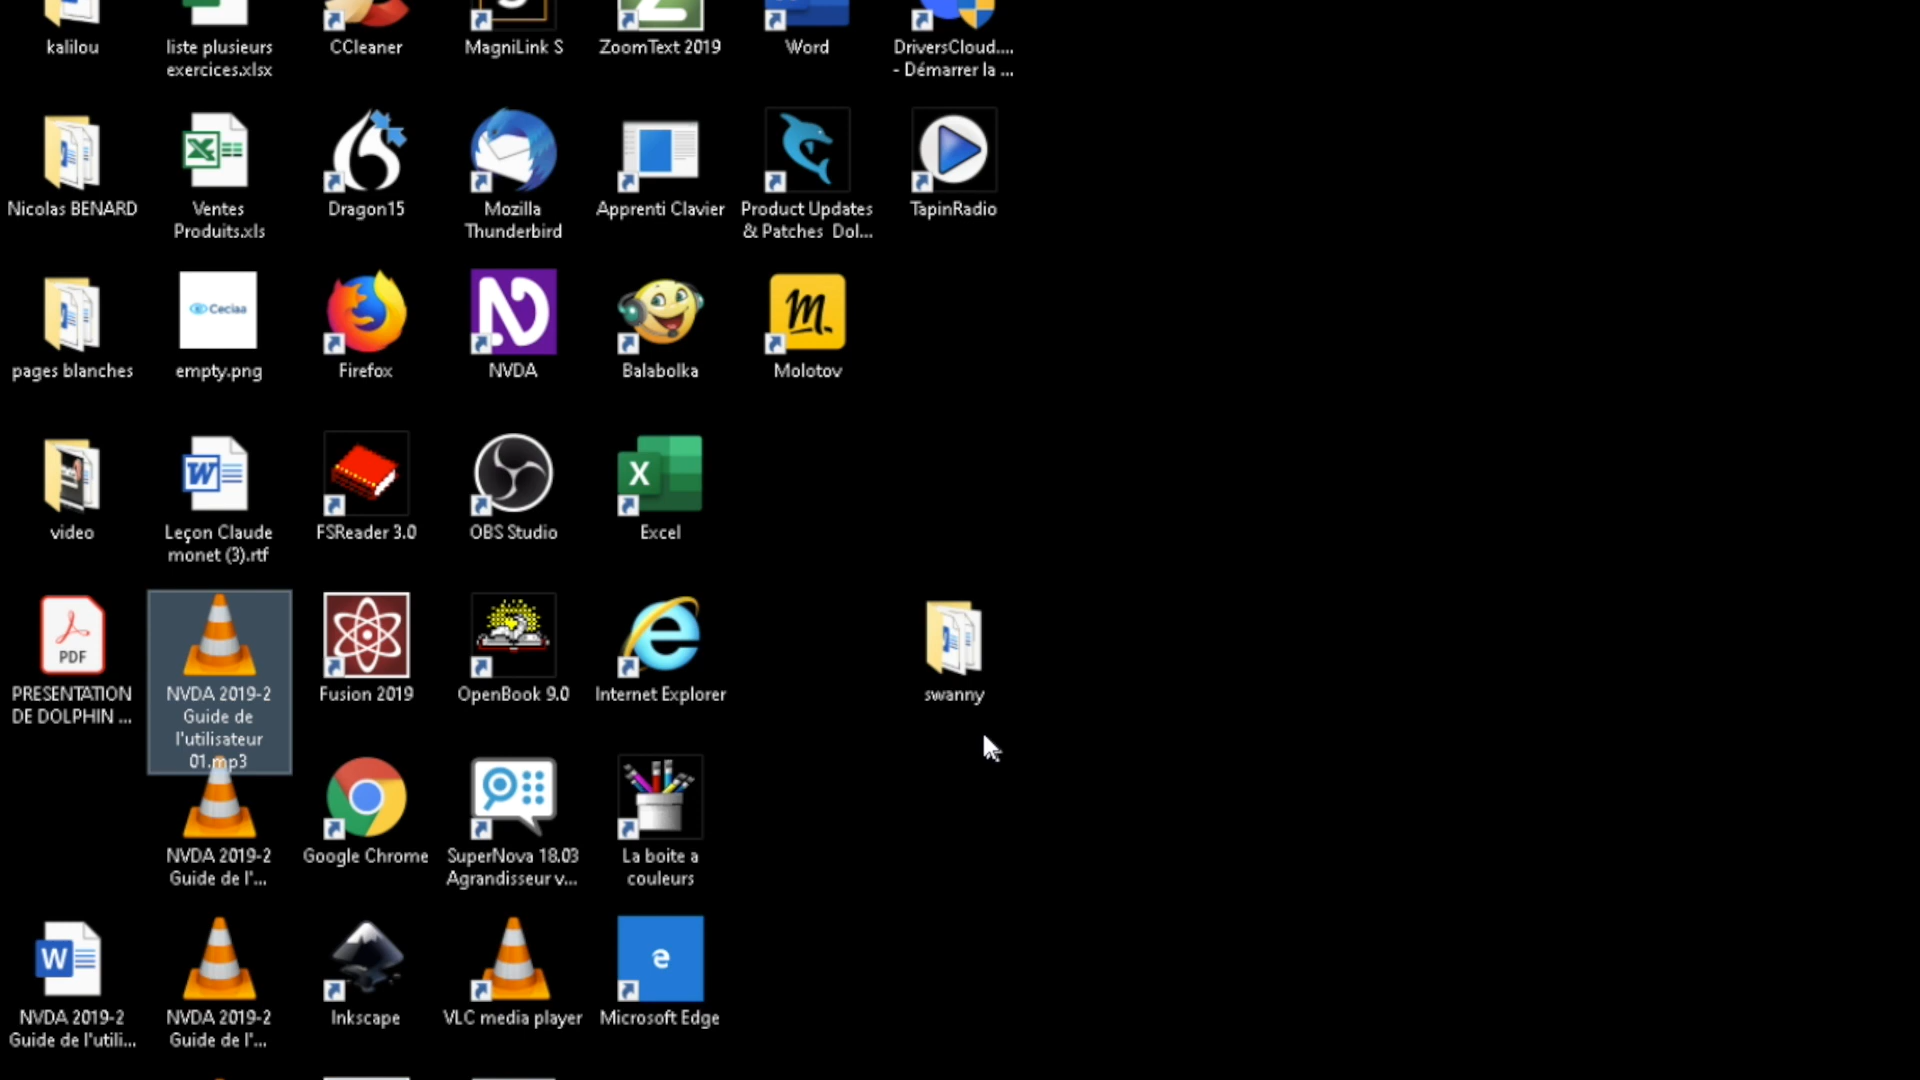 kalilou
liste plusieurs
exercices.xlsx
CCleaner
MagniLink S
ZoomText 2019
Word
DriversCloud....
- Démarrer la ...
Nicolas BENARD
Ventes
Produits.xls
Dragon15
Mozilla
Thunderbird
Apprenti Clavier
Product Updates
& Patches Dol...
TapinRadio
pages blanches
Ceciaa
empty.png
Firefox
NVDA
Balabolka
m.
Molotov
video
Leçon Claude
monet (3).rtf
FSReader 3.0
OBS Studio
Excel
PDF
PRESENTATION
DE DOLPHIN ...
NVDA 2019-2
Guide de
l'utilisateur
01.mp3
Fusion 2019
OpenBook 9.0
Internet Explorer
swanny
NVDA 2019-2
Guide de l'...
Google Chrome
SuperNova 18.03
Agrandisseur v...
La boite a
couleurs
NVDA 2019-2
Guide de l'utili...
NVDA 2019-2
Guide de l'...
Inkscape
VLC media player
Microsoft Edge